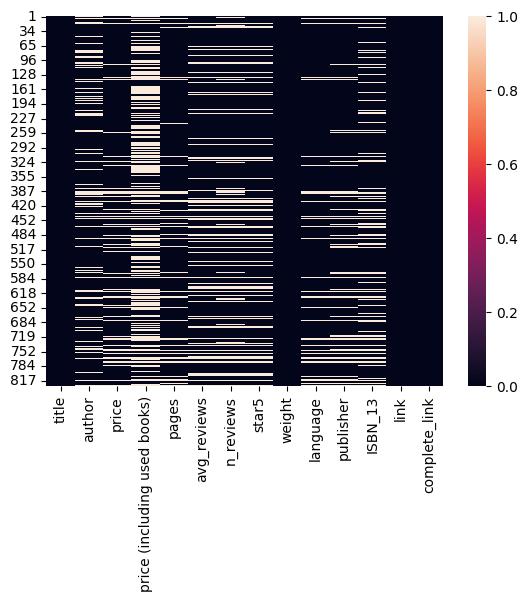 1
34
65
96
128
161
194
227
259
292
324
355
387
420
452
484
517
550
584
618
652
684
719
752
784
817
title
author
price
price (including used books)
pages
avg_reviews
n_reviews
star5
weight
language
publisher
ISBN_13
link
complete_link
1.0
0.8
0.6
0.4
0.2
0.0